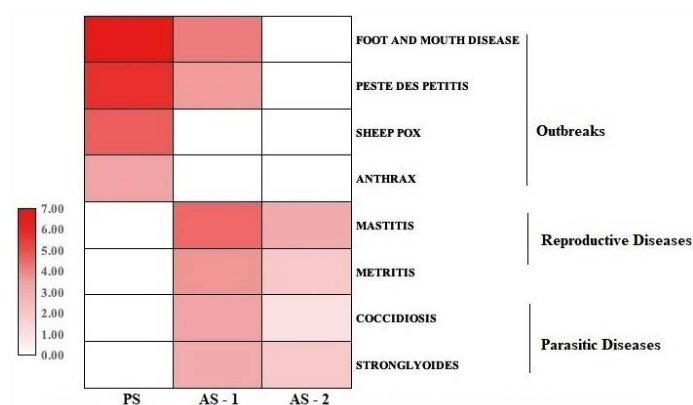 FOOT AND MOUTH DISEASE
PESTE DES PETITIS
SHEEP POX
ANTHRAX
Outbreaks
MASTITIS
METRITIS
Reproductive Diseases
COCCIDIOSIS
STRONGLYOIDES
Parasitic Diseases
7.00
6.00
5.00
4.00
3.00
2.00
1.00
0.00
PS AS - 1 AS - 2